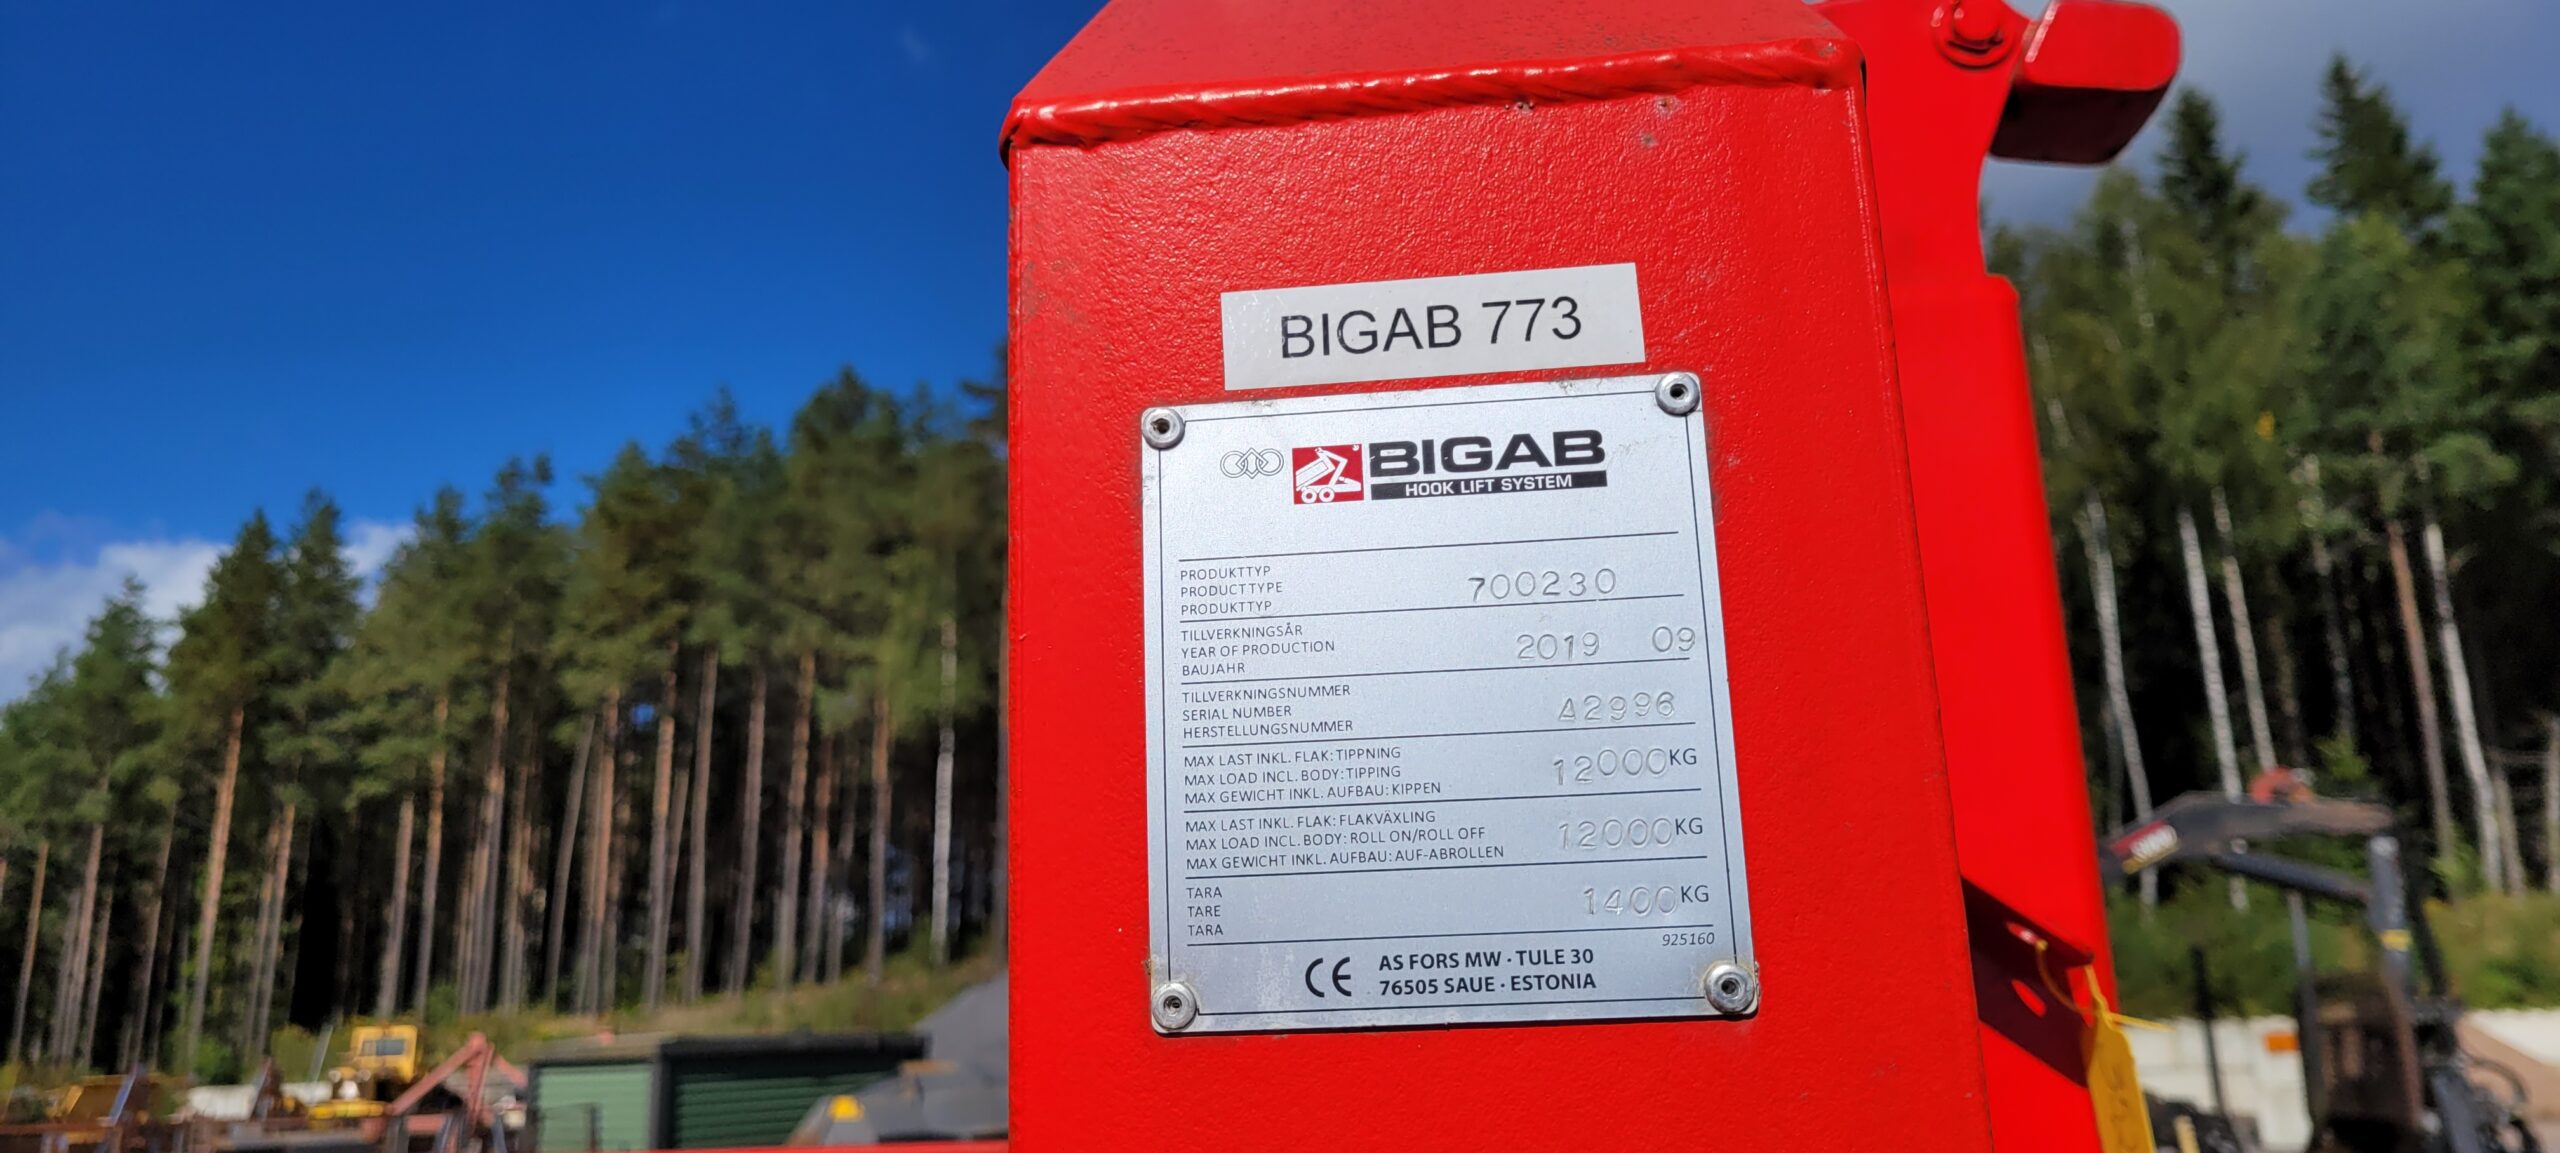 BIGAB 773
BIGAB
HOOK LIFT SYSTEM
PRODUKTTYP
PRODUCTTYPE
PRODUKTTYP
700230
TILLVERKNINGSÅR
YEAR OF PRODUCTION
BAUJAHR
2019 09
TILLVERKNINGSNUMMER
SERIAL NUMBER
HERSTELLUNGSNUMMER
A2996
MAX LAST INKL. FLAK: TIPPNING
MAX LOAD INCL. BODY: TIPPING
MAX GEWICHT INKL. AUFBAU: KIPPEN
12000 KG
MAX LAST INKL. FLAK: FLAKVÄXLING
MAX LOAD INCL. BODY: ROLL ON/ROLL OFF
MAX GEWICHT INKL. AUFBAU: AUF-ABROLLEN
12000 KG
TARA
TARE
TARA
1400 KG
925160
CE
AS FORS MW · TULE 30
76505 SAUE · ESTONIA